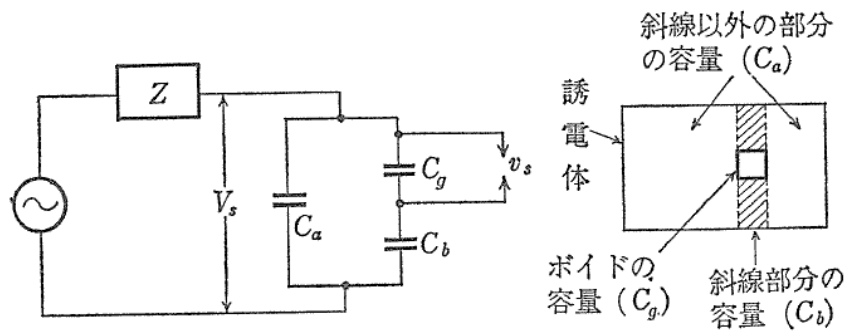 Z
V_s
C_a
C_g
C_b
v_s
斜線以外の部分
の容量 (C_a)
誘
電
体
ボイドの
容量 (C_g)
斜線部分の
容量 (C_b)